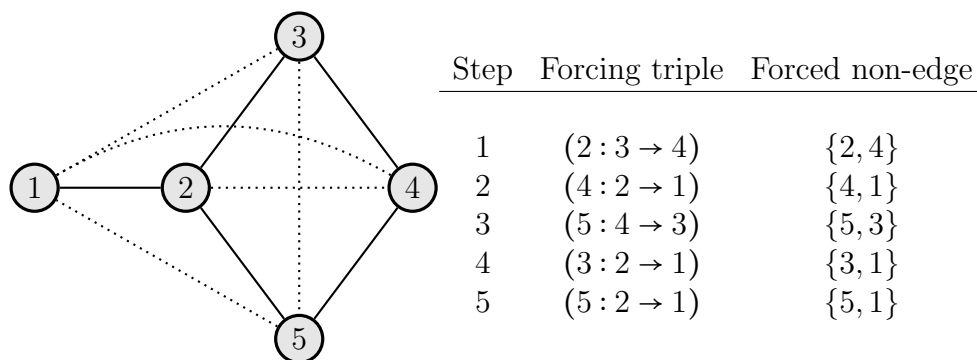 3
1
2
4
5
Step Forcing triple Forced non-edge
1 (2 : 3 → 4) {2, 4}
2 (4 : 2 → 1) {4, 1}
3 (5 : 4 → 3) {5, 3}
4 (3 : 2 → 1) {3, 1}
5 (5 : 2 → 1) {5, 1}